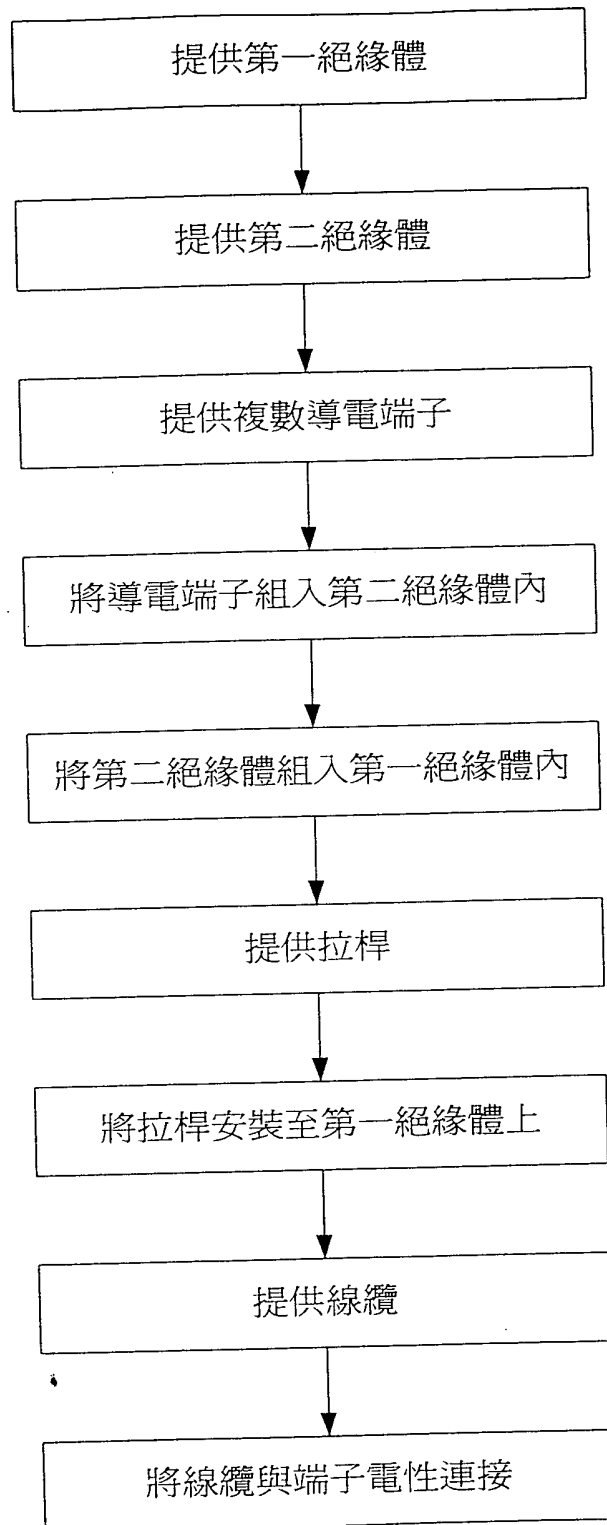 提供第一絕緣體
提供第二絕緣體
提供複數導電端子
將導電端子組入第二絕緣體內
將第二絕緣體組入第一絕緣體內
提供拉桿
將拉桿安裝至第一絕緣體上
提供線纜
將線纜與端子電性連接